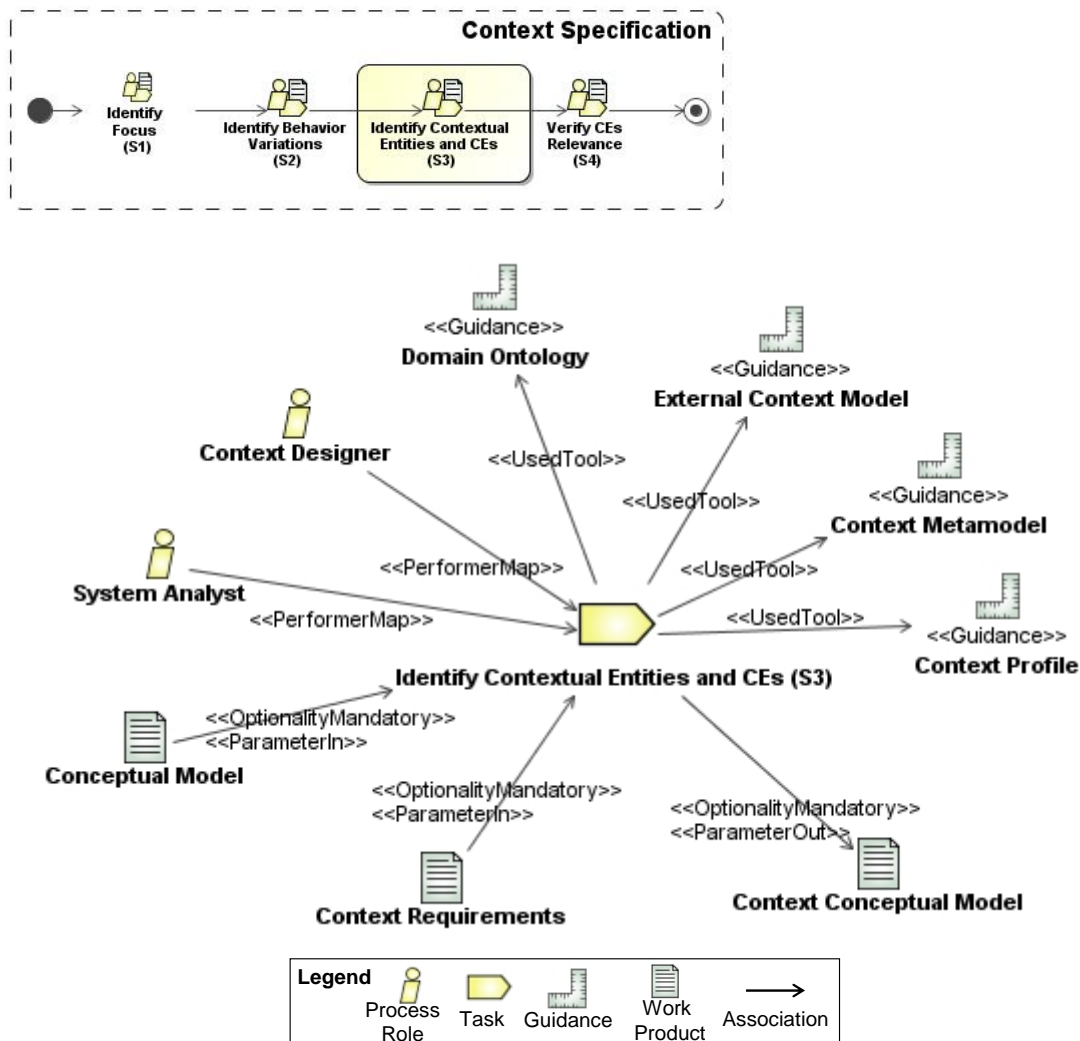 Context Specification
Identify
Focus
(S1)
Identify Behavior
Variations
(S2)
Identify Contextual
Entities and CEs
(S3)
Verify CEs
Relevance
(S4)
<<Guidance>>
Domain Ontology
<<Guidance>>
External Context Model
Context Designer
<<UsedTool>>
<<UsedTool>>
<<Guidance>>
Context Metamodel
System Analyst
<<PerformerMap>>
<<UsedTool>>
<<PerformerMap>>
<<UsedTool>>
<<Guidance>>
Context Profile
Identify Contextual Entities and CEs (S3)
<<OptionalityMandatory>>
<<ParameterIn>>
Conceptual Model
<<OptionalityMandatory>>
<<ParameterIn>>
<<OptionalityMandatory>>
<<ParameterOut>>
Context Requirements
Context Conceptual Model
Legend
Process
Role
Task
Guidance
Work
Product
Association